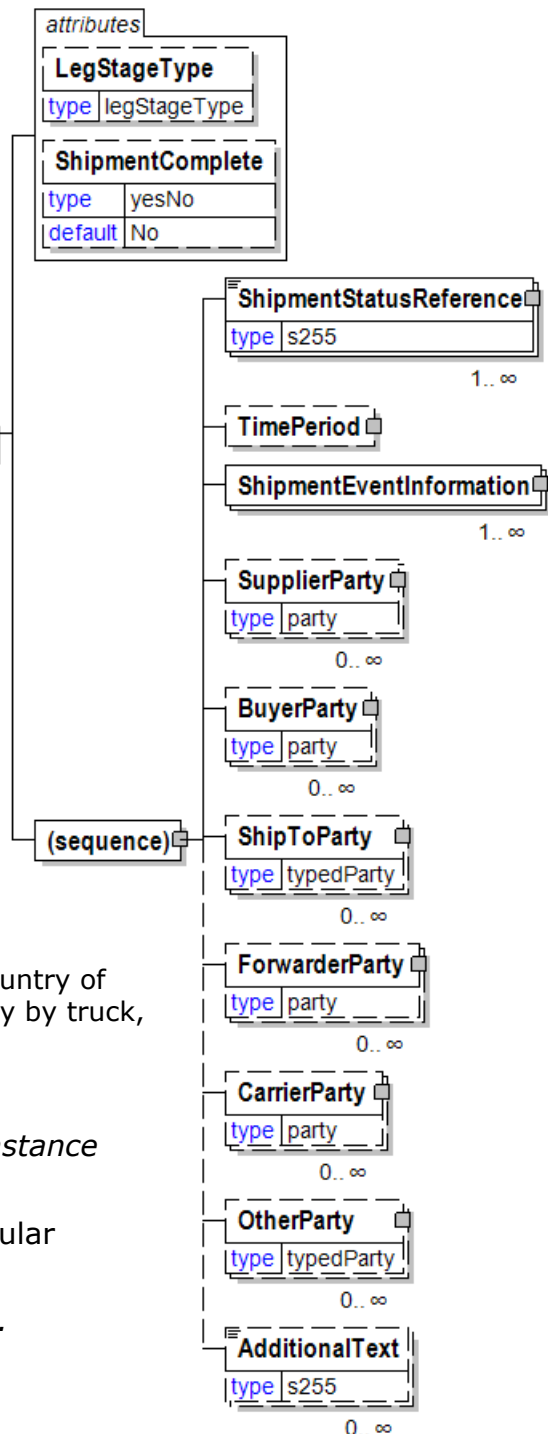 attributes
LegStageType
type legStageType
ShipmentComplete
type yesNo
default No
ShipmentStatusReference
type s255
1.. ∞
TimePeriod
ShipmentEventInformation
1.. ∞
SupplierParty
type party
0.. ∞
BuyerParty
type party
0.. ∞
(sequence)
ShipToParty
type typedParty
0.. ∞
ForwarderParty
type party
0.. ∞
CarrierParty
type party
0.. ∞
OtherParty
type typedParty
0.. ∞
AdditionalText
type s255
0.. ∞
untry of
y by truck,
stance
ular
.